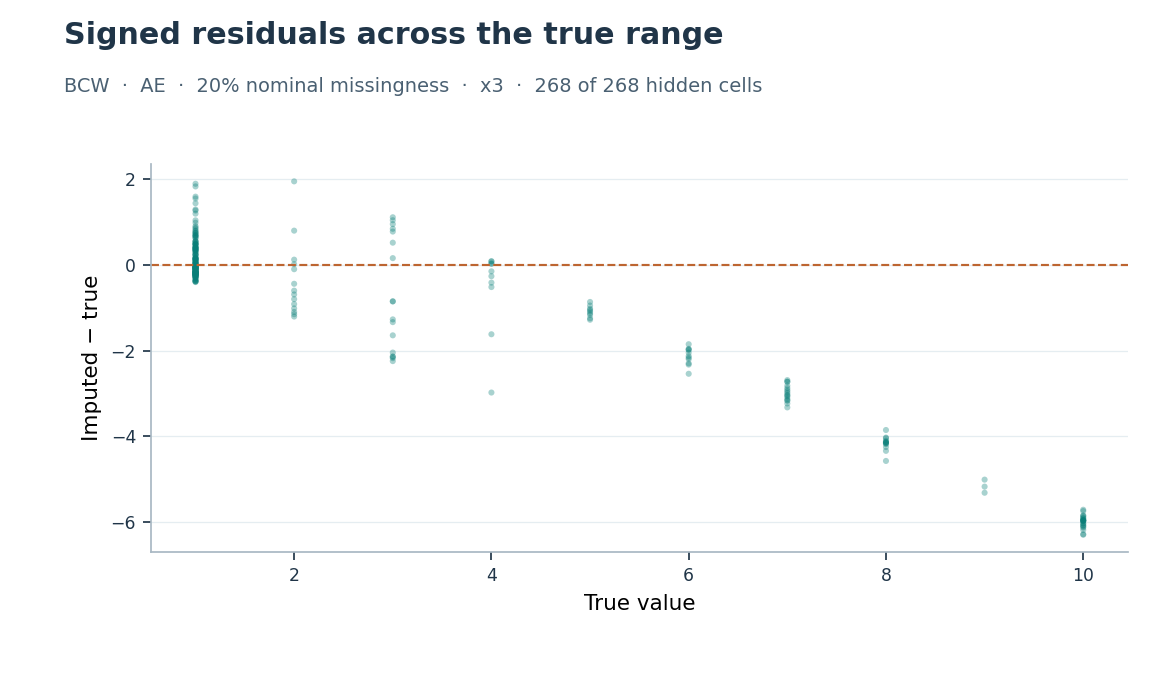 Signed residuals across the true range
BCW · AE · 20% nominal missingness · x3 · 268 of 268 hidden cells
2
0
−2
−4
−6
Imputed − true
2 4 6 8 10
True value